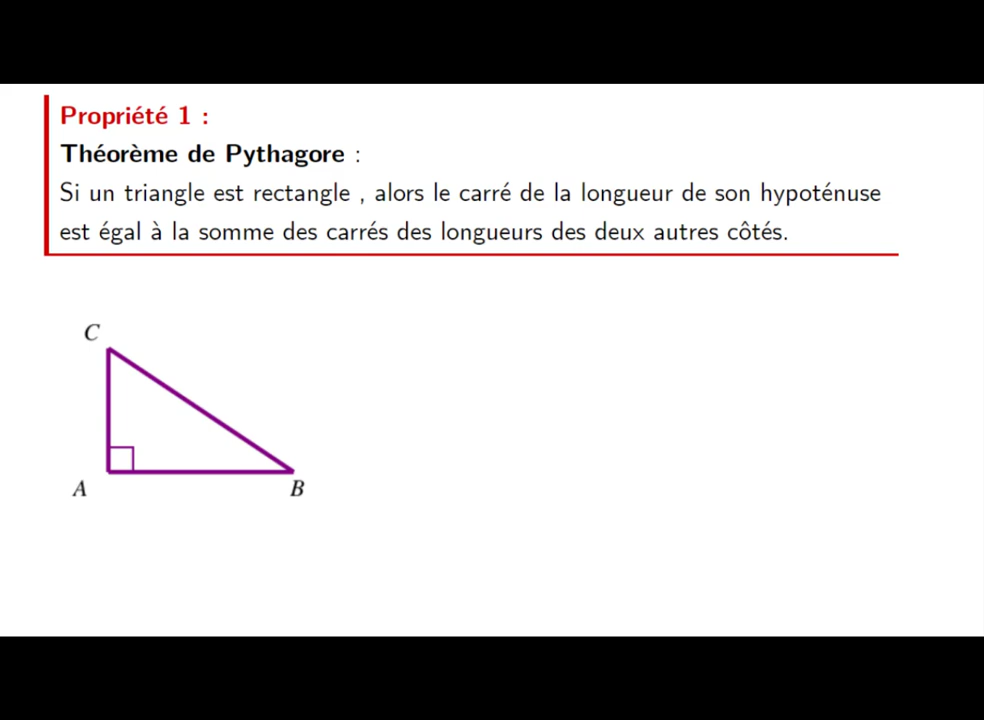 Propriété 1 :
Théorème de Pythagore :
Si un triangle est rectangle , alors le carré de la longueur de son hypoténuse
est égal à la somme des carrés des longueurs des deux autres côtés.
C
A
B